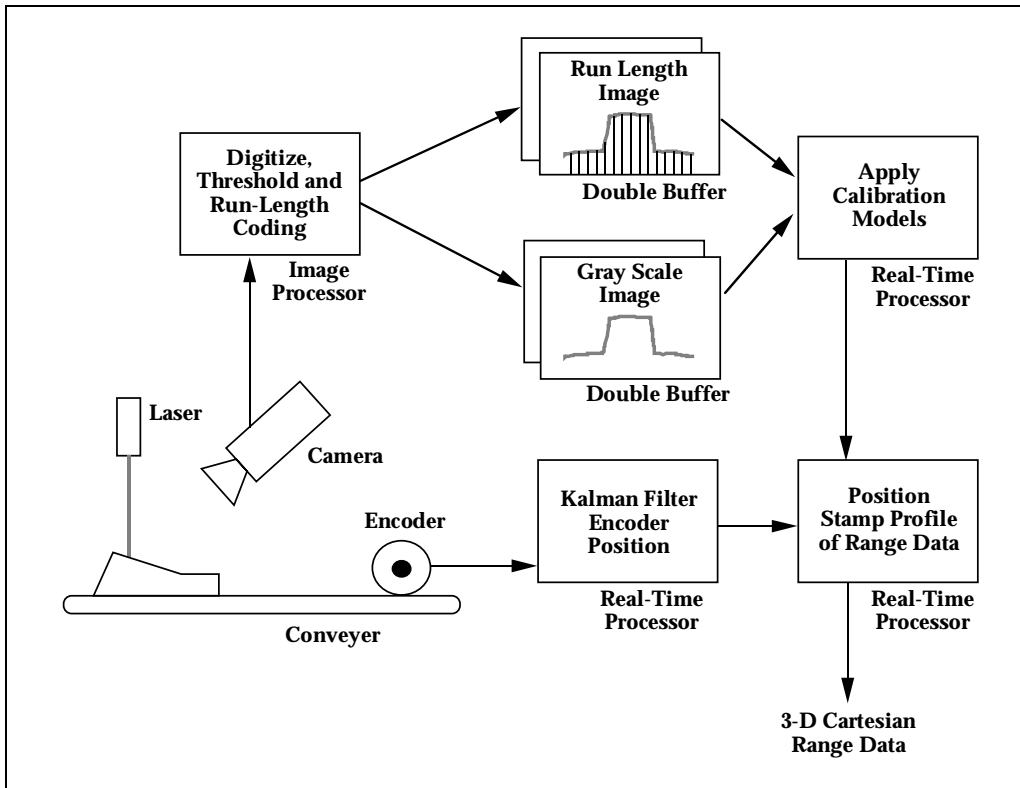 Run Length
Image
Double Buffer
Digitize,
Threshold and
Run-Length
Coding
Image
Processor
Apply
Calibration
Models
Real-Time
Processor
Gray Scale
Image
Double Buffer
Laser
Camera
Encoder
Conveyer
Kalman Filter
Encoder
Position
Real-Time
Processor
Position
Stamp Profile
of Range Data
Real-Time
Processor
3-D Cartesian
Range Data